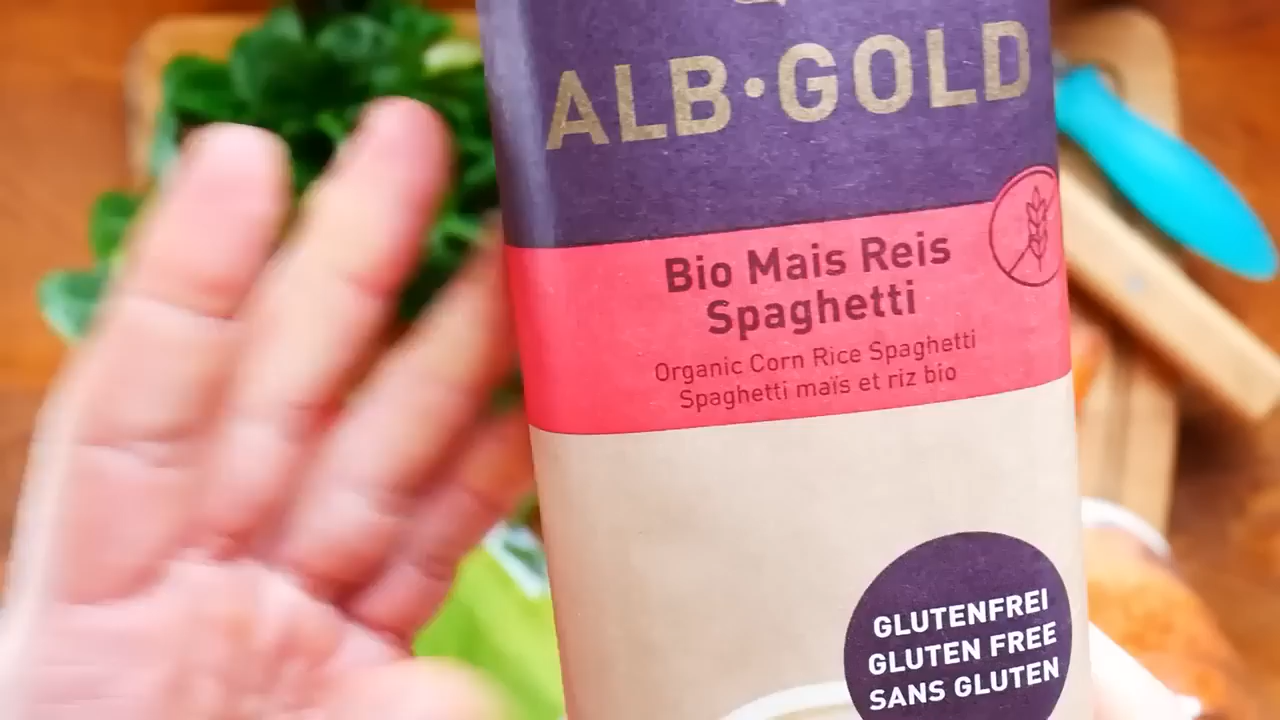 ALB·GOLD
Bio Mais Reis
Spaghetti
Organic Corn Rice Spaghetti
Spaghetti maïs et riz bio
GLUTENFREI
GLUTEN FREE
SANS GLUTEN